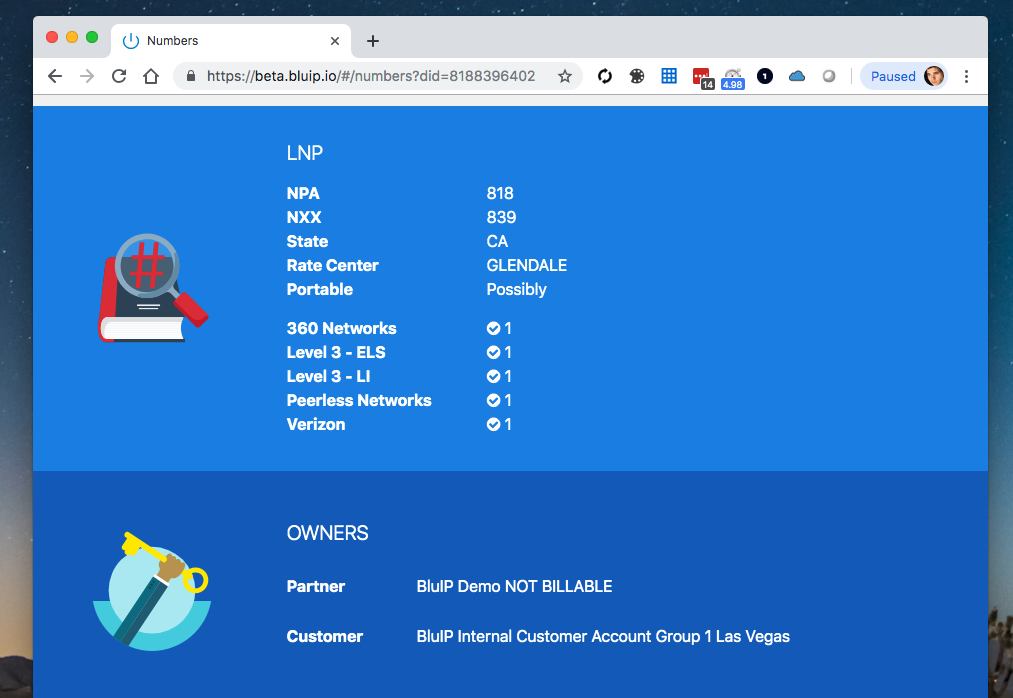 Numbers
https://beta.bluip.io/#/numbers?did=8188396402
14
4.98
1
Paused
LNP
NPA 818
NXX 839
State CA
Rate Center GLENDALE
Portable Possibly
360 Networks 1
Level 3 - ELS 1
Level 3 - LI 1
Peerless Networks 1
Verizon 1
OWNERS
Partner BluIP Demo NOT BILLABLE
Customer BluIP Internal Customer Account Group 1 Las Vegas